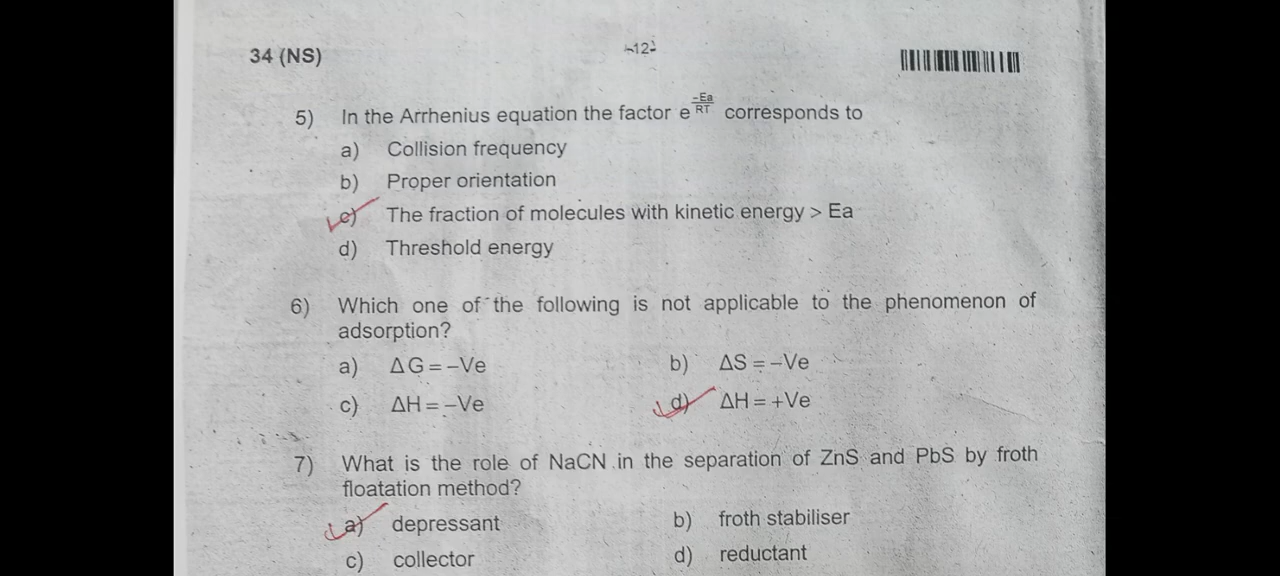 34 (NS)
-12-
5) In the Arrhenius equation the factor e^(-Ea/RT) corresponds to
a) Collision frequency
b) Proper orientation
c) The fraction of molecules with kinetic energy > Ea
d) Threshold energy
6) Which one of the following is not applicable to the phenomenon of
adsorption?
a) ΔG = –Ve b) ΔS = –Ve
c) ΔH = –Ve d) ΔH = +Ve
7) What is the role of NaCN in the separation of ZnS and PbS by froth
floatation method?
a) depressant b) froth stabiliser
c) collector d) reductant